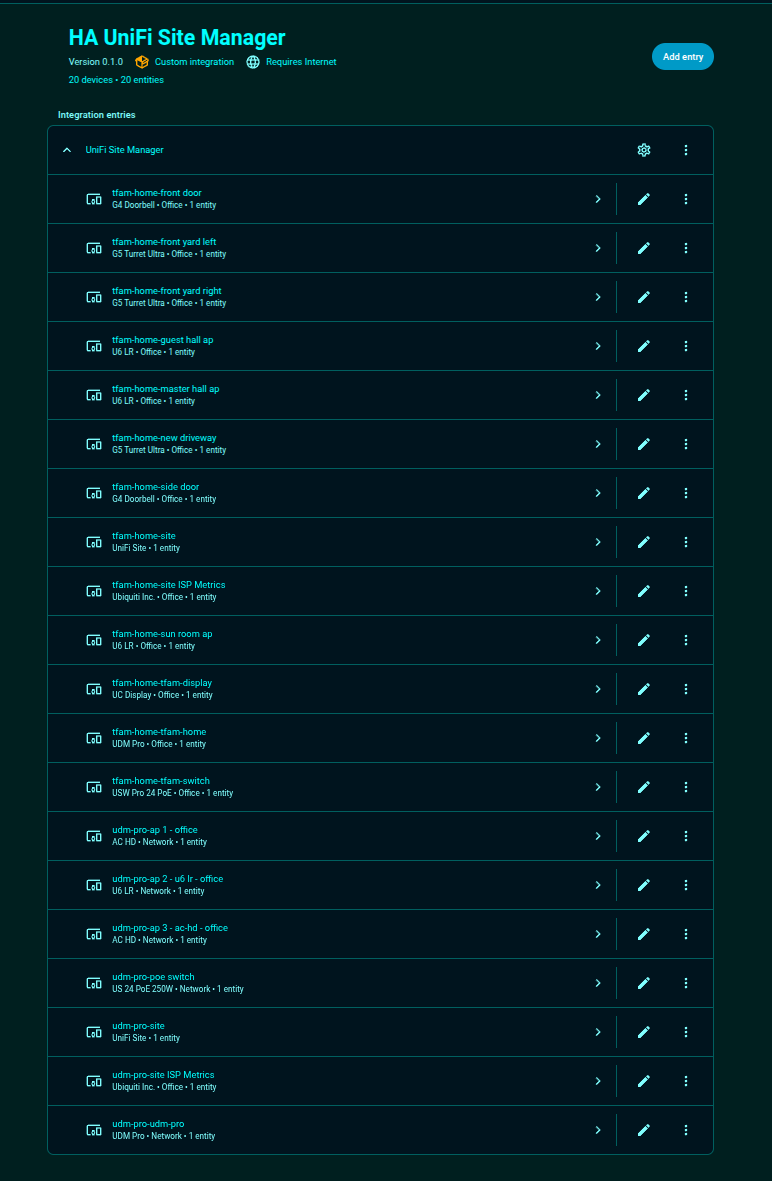 HA UniFi Site Manager
Version 0.1.0 Custom integration Requires Internet
Add entry
20 devices • 20 entities
Integration entries
UniFi Site Manager
tfam-home-front door
G4 Doorbell • Office • 1 entity
tfam-home-front yard left
G5 Turret Ultra • Office • 1 entity
tfam-home-front yard right
G5 Turret Ultra • Office • 1 entity
tfam-home-guest hall ap
U6 LR • Office • 1 entity
tfam-home-master hall ap
U6 LR • Office • 1 entity
tfam-home-new driveway
G5 Turret Ultra • Office • 1 entity
tfam-home-side door
G4 Doorbell • Office • 1 entity
tfam-home-site
UniFi Site • 1 entity
tfam-home-site ISP Metrics
Ubiquiti Inc. • Office • 1 entity
tfam-home-sun room ap
U6 LR • Office • 1 entity
tfam-home-tfam-display
UC Display • Office • 1 entity
tfam-home-tfam-home
UDM Pro • Office • 1 entity
tfam-home-tfam-switch
USW Pro 24 PoE • Office • 1 entity
udm-pro-ap 1 - office
AC HD • Network • 1 entity
udm-pro-ap 2 - u6 lr - office
U6 LR • Network • 1 entity
udm-pro-ap 3 - ac-hd - office
AC HD • Network • 1 entity
udm-pro-poe switch
US 24 PoE 250W • Network • 1 entity
udm-pro-site
UniFi Site • 1 entity
udm-pro-site ISP Metrics
Ubiquiti Inc. • Office • 1 entity
udm-pro-udm-pro
UDM Pro • Network • 1 entity